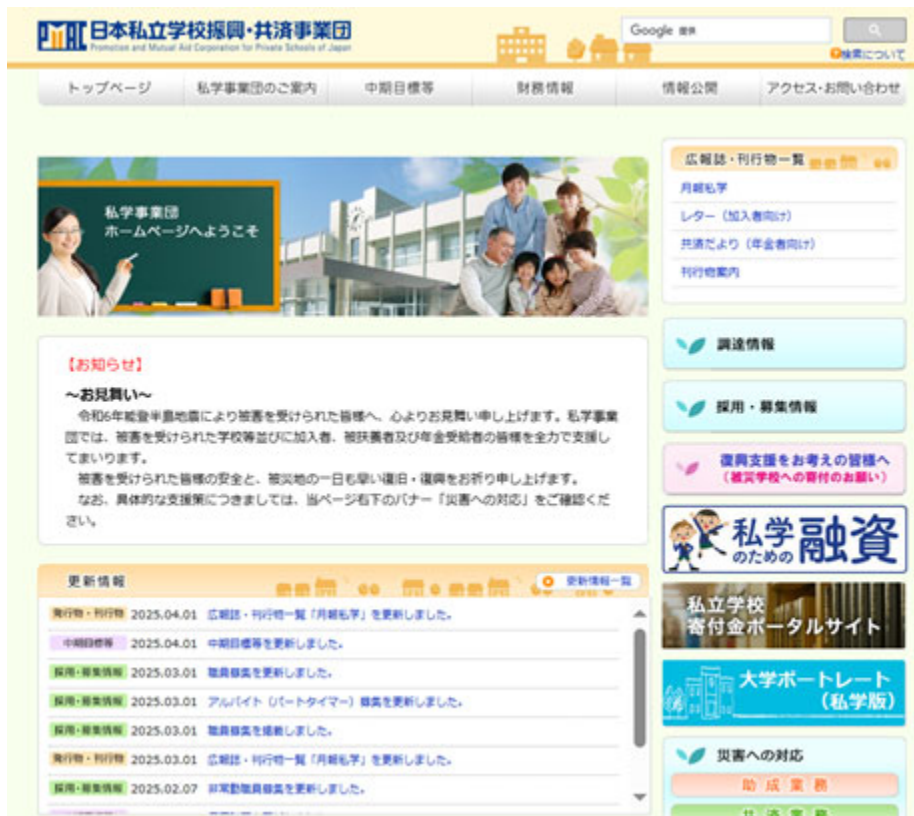 日本私立学校振興・共済事業団
Promotion and Mutual Aid Corporation for Private Schools of Japan
Google 提供
検索について
トップページ
私学事業団のご案内
中期目標等
財務情報
情報公開
アクセス・お問い合わせ
私学事業団
ホームページへようこそ
【お知らせ】
～お見舞い～
令和6年能登半島地震により被害を受けられた皆様へ、心よりお見舞い申し上げます。私学事業
団では、被害を受けられた学校等並びに加入者、被扶養者及び年金受給者の皆様を全力で支援し
てまいります。
被害を受けられた皆様の安全と、被災地の一日も早い復旧・復興をお祈り申し上げます。
なお、具体的な支援策につきましては、当ページ右下のバナー「災害への対応」をご確認くだ
さい。
更新情報
更新情報一覧
発行物・刊行物 2025.04.01 広報誌・刊行物一覧「月報私学」を更新しました。
中期目標等 2025.04.01 中期目標等を更新しました。
採用・募集情報 2025.03.01 職員募集を更新しました。
採用・募集情報 2025.03.01 アルバイト（パートタイマー）募集を更新しました。
採用・募集情報 2025.03.01 職員募集を掲載しました。
発行物・刊行物 2025.03.01 広報誌・刊行物一覧「月報私学」を更新しました。
採用・募集情報 2025.02.07 非常勤職員募集を更新しました。
広報誌・刊行物一覧
月報私学
レター（加入者向け）
共済だより（年金者向け）
刊行物案内
調達情報
採用・募集情報
復興支援をお考えの皆様へ
（被災学校への寄付のお願い）
私学のための融資
私立学校
寄付金ポータルサイト
大学ポートレート
（私学版）
災害への対応
助成業務
共済業務